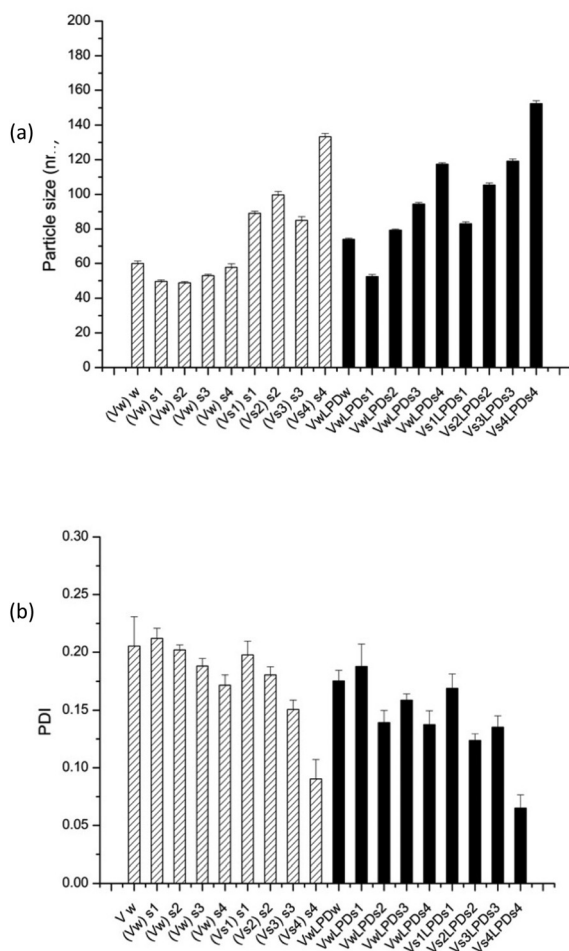 (a)
Particle size (nr..,
200
180
160
140
120
100
80
60
40
20
0
(Vw) w
(Vw) s1
(Vw) s2
(Vw) s3
(Vw) s4
(Vs1) s1
(Vs2) s2
(Vs3) s3
(Vs4) s4
VwLPDw
VwLPDs1
VwLPDs2
VwLPDs3
VwLPDs4
Vs1LPDs1
Vs2LPDs2
Vs3LPDs3
Vs4LPDs4
(b)
PDI
0.30
0.25
0.20
0.15
0.10
0.05
0.00
V w
(Vw) s1
(Vw) s2
(Vw) s3
(Vw) s4
(Vs1) s1
(Vs2) s2
(Vs3) s3
(Vs4) s4
VwLPDw
VwLPDs1
VwLPDs2
VwLPDs3
VwLPDs4
Vs1LPDs1
Vs2LPDs2
Vs3LPDs3
Vs4LPDs4